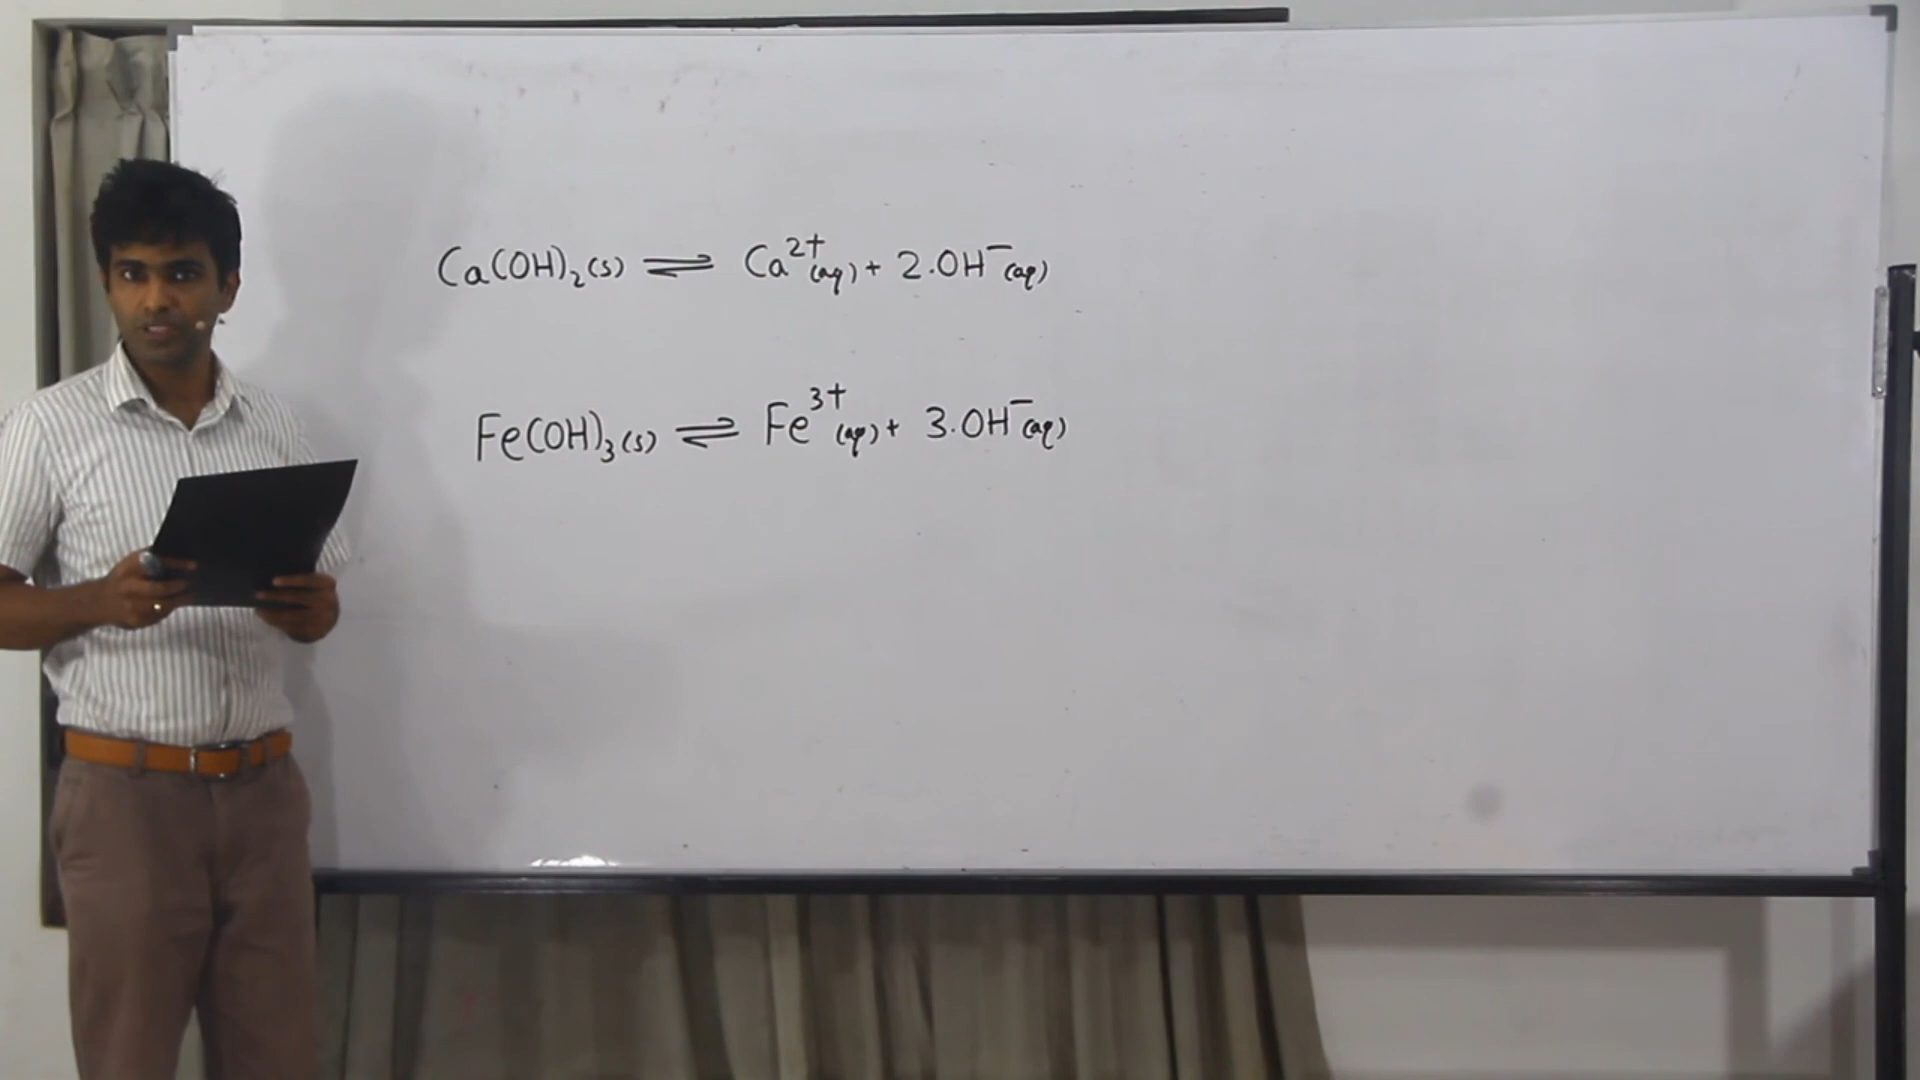 Ca(OH)₂(s) ⇌ Ca²⁺(aq) + 2.OH⁻(aq)
Fe(OH)₃(s) ⇌ Fe³⁺(aq) + 3.OH⁻(aq)